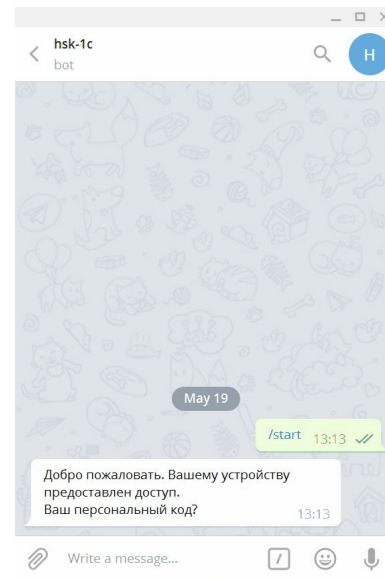 hsk-1c
bot
H
May 19
/start 13:13
Добро пожаловать. Вашему устройству
предоставлен доступ.
Ваш персональный код?
13:13
Write a message...